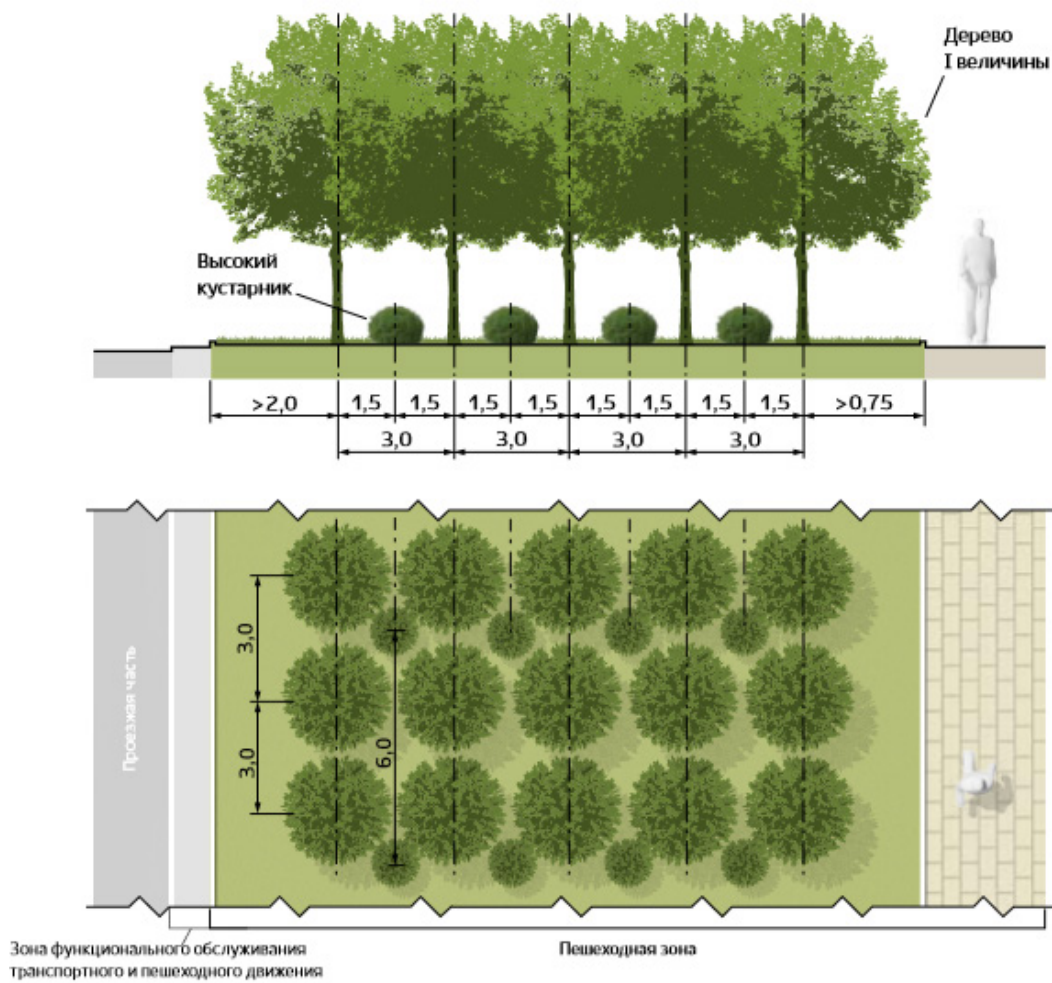 Дерево
I величины
Высокий
кустарник
>2,0 1,5 1,5 1,5 1,5 1,5 1,5 1,5 1,5 >0,75
3,0 3,0 3,0 3,0
Проезжая часть
3,0
3,0
6,0
Зона функционального обслуживания
транспортного и пешеходного движения
Пешеходная зона